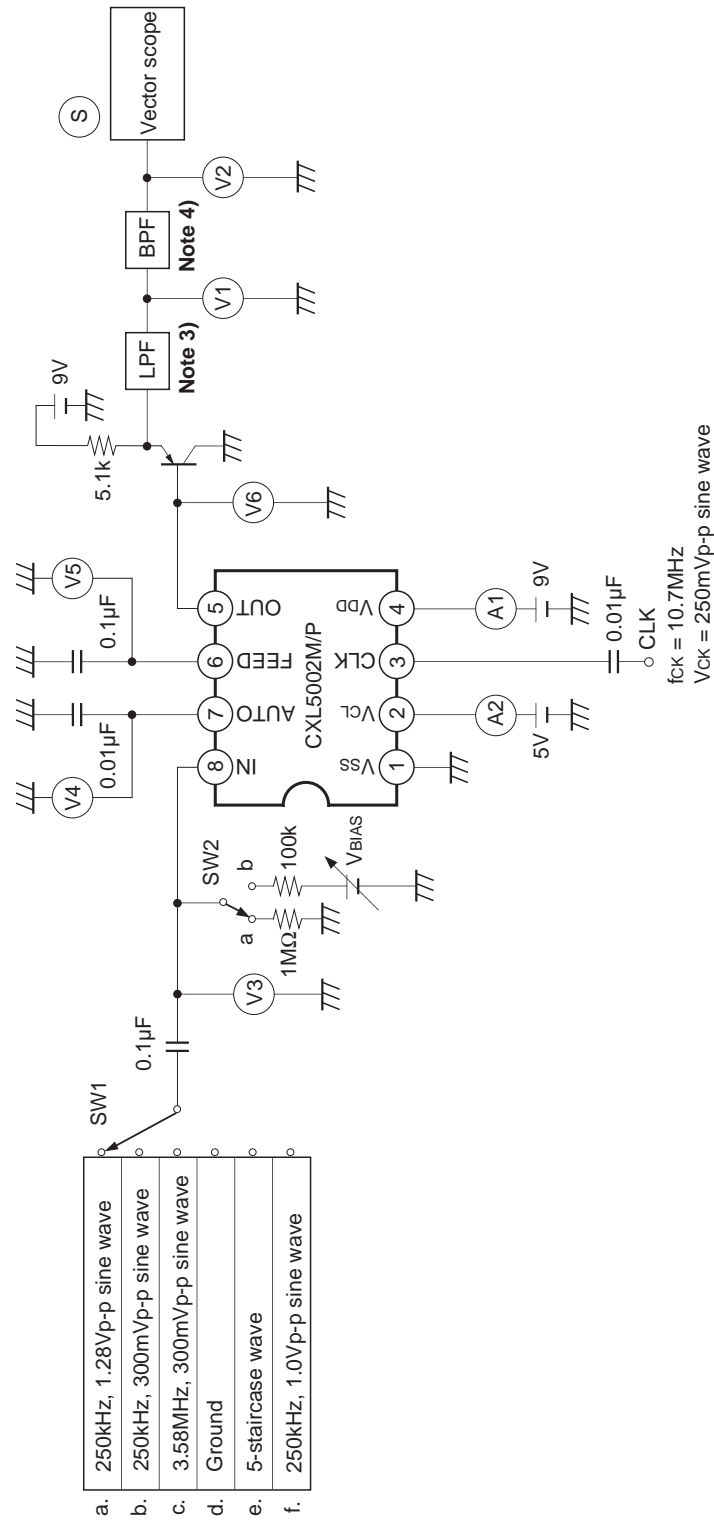 a. 250kHz, 1.28Vp-p sine wave
b. 250kHz, 300mVp-p sine wave
c. 3.58MHz, 300mVp-p sine wave
d. Ground
e. 5-staircase wave
f. 250kHz, 1.0Vp-p sine wave
SW1
0.1µF
V3
SW2
a
b
1MΩ
100k
VBIAS
V4
0.01µF
V5
0.1µF
8 IN
7 AUTO
6 FEED
5 OUT
CXL5002M/P
1 VSS
2 VCL
3 CLK
4 VDD
A2
5V
A1
9V
0.01µF
CLK
fCK = 10.7MHz
VCK = 250mVp-p sine wave
V6
5.1k
9V
LPF
Note 3)
V1
BPF
Note 4)
V2
S
Vector scope